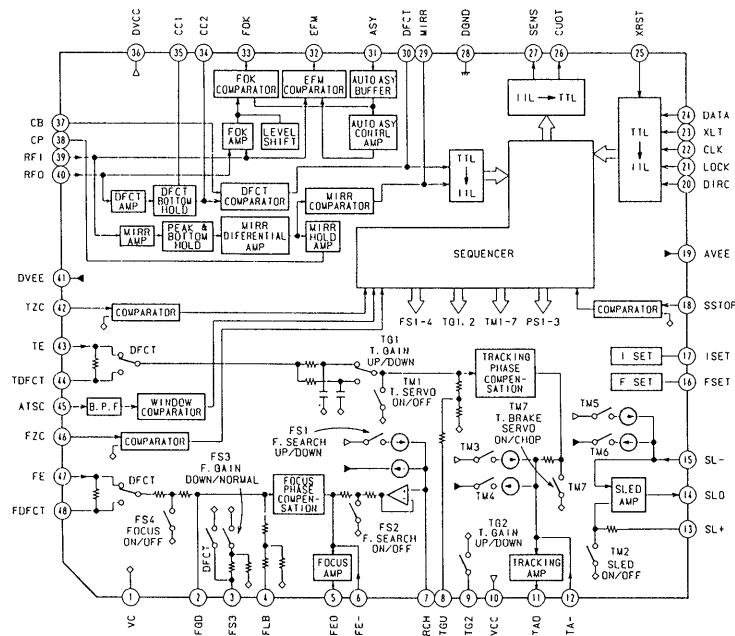 DVCC
CC1
CC2
FOK
EFM
ASY
DFCT
MIRR
DGND
SENS
CUOT
XRST
36
35
34
33
32
31
30
29
28
27
26
25
FOK
COMPARATOR
EFM
COMPARATOR
AUTO ASY
BUFFER
IIL → TTL
CB
37
CP
38
RFI
39
RFO
40
FOK
AMP
LEVEL
SHIFT
AUTO ASY
CONTRL AMP
TTL
↓
IIL
TTL
↓
IIL
24
DATA
23
XLT
22
CLK
21
LOCK
20
DIRC
DFCT
AMP
DFCT
BOTTOM
HOLD
DFCT
COMPARATOR
MIRR
COMPARATOR
MIRR
AMP
PEAK &
BOTTOM
HOLD
MIRR
DIFERENTIAL
AMP
MIRR
HOLD
AMP
SEQUENCER
19
AVEE
DVEE
41
TZC
42
COMPARATOR
FS1-4
TG1, 2
TM1-7
PS1-3
COMPARATOR
18
SSTOP
TE
43
DFCT
TDFCT
44
TG1
T. GAIN
UP/DOWN
TM1
T. SERVO
ON/OFF
TRACKING
PHASE
COMPEN-
SATION
I SET
17
ISET
F SET
16
FSET
ATSC
45
B.P.F
WINDOW
COMPARATOR
FZC
46
COMPARATOR
FS1
F. SEARCH
UP/DOWN
TM7
T. BRAKE
SERVO
ON/CHOP
TM3
TM4
TM7
TM5
TM6
15
SL-
FE
47
DFCT
FDFCT
48
FS3
F. GAIN
DOWN/NORMAL
FOCUS
PHASE
COMPEN-
SATION
SLED
AMP
14
SLO
13
SL+
FS4
FOCUS
ON/OFF
DFCT
FS2
F. SEARCH
ON/OFF
TG2
T. GAIN
UP/DOWN
TM2
SLED
ON/OFF
FOCUS
AMP
TRACKING
AMP
1
2
3
4
5
6
7
8
9
10
11
12
VC
FGD
FS3
FLB
FEO
FE-
RCH
TGU
TG2
VCC
TAO
TA-